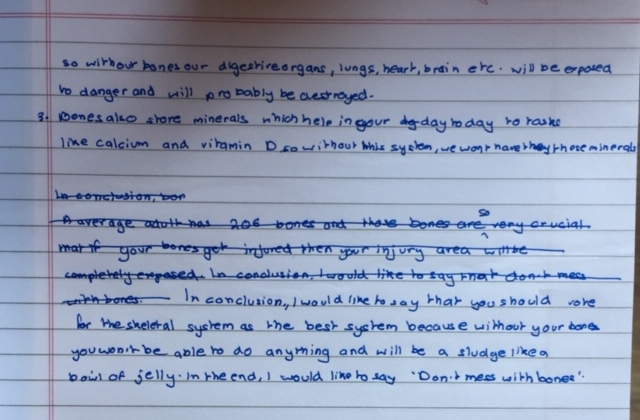 so without bones our digestive organs, lungs, heart, brain etc. will be exposed
to danger and will probably be destroyed.
3. Bones also store minerals which help in your day to day to tasks
like calcium and vitamin D so without this system, we wont have they these minerals
In conclusion, bon
A average adult has 206 bones and those bones are so very crucial
that if your bones get injured then your injury area will be
completely exposed. In conclusion, I would like to say that don't mess
with bones. In conclusion, I would like to say that you should vote
for the skeletal system as the best system because without your bones
you won't be able to do anything and will be a sludge like a
bowl of jelly. In the end, I would like to say 'Don't mess with bones'.